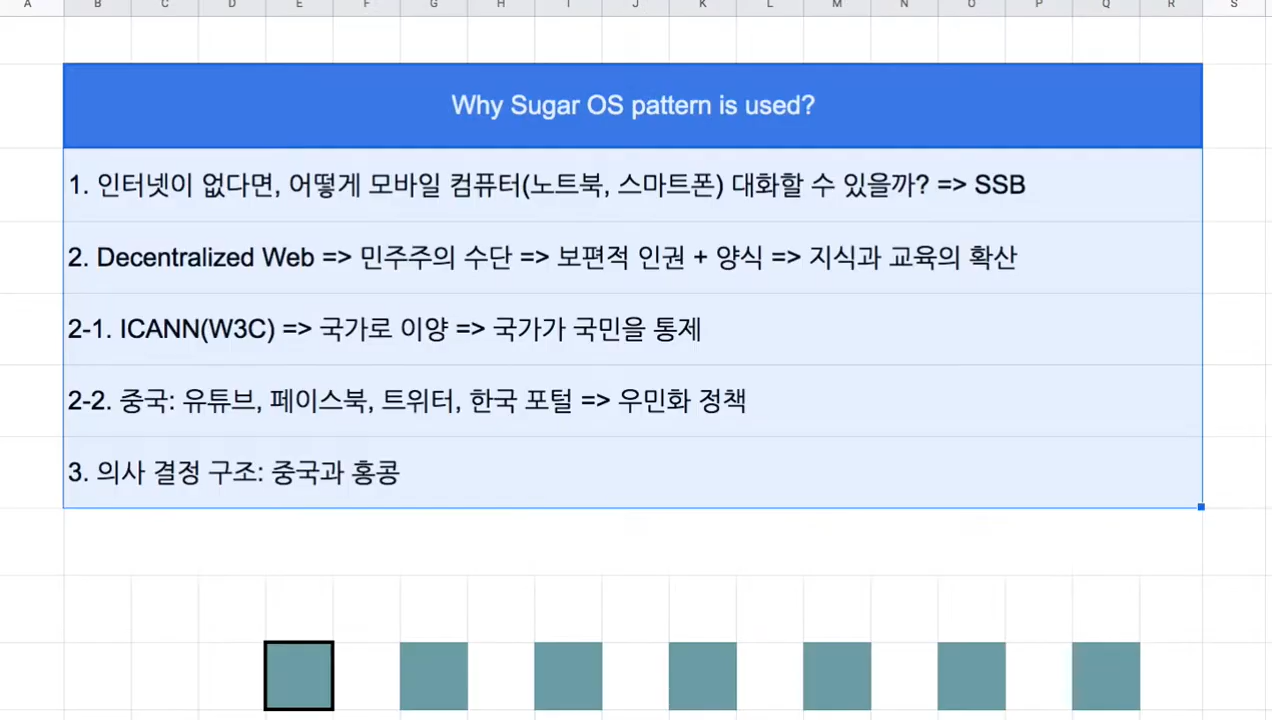 A B C D E F G H I J K L M N O P Q R S
Why Sugar OS pattern is used?
1. 인터넷이 없다면, 어떻게 모바일 컴퓨터(노트북, 스마트폰) 대화할 수 있을까? => SSB
2. Decentralized Web => 민주주의 수단 => 보편적 인권 + 양식 => 지식과 교육의 확산
2-1. ICANN(W3C) => 국가로 이양 => 국가가 국민을 통제
2-2. 중국: 유튜브, 페이스북, 트위터, 한국 포털 => 우민화 정책
3. 의사 결정 구조: 중국과 홍콩